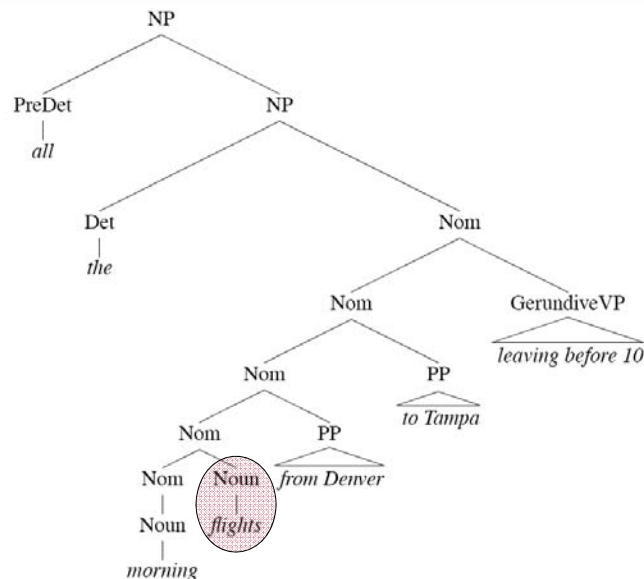 NP
PreDet NP
all
Det Nom
the
Nom GerundiveVP
leaving before 10
Nom PP
to Tampa
Nom PP
Nom Noun from Denver
Noun flights
morning